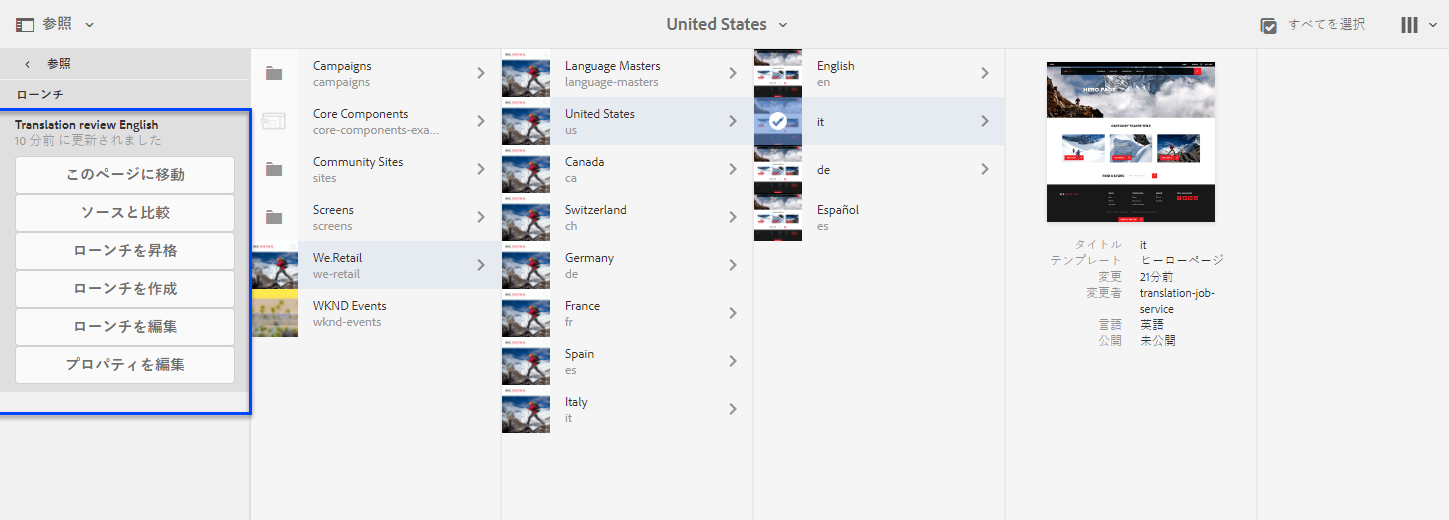 参照
United States
すべてを選択
参照
ローンチ
Translation review English
10 分前 に更新されました
このページに移動
ソースと比較
ローンチを昇格
ローンチを作成
ローンチを編集
プロパティを編集
Campaigns
campaigns
Core Components
core-components-exa...
Community Sites
sites
Screens
screens
We.Retail
we-retail
WKND Events
wknd-events
Language Masters
language-masters
United States
us
Canada
ca
Switzerland
ch
Germany
de
France
fr
Spain
es
Italy
it
English
en
it
de
Español
es
HERO PAGE
タイトル it
テンプレート ヒーローページ
変更 21分前
変更者 translation-job-
service
言語 英語
公開 未公開